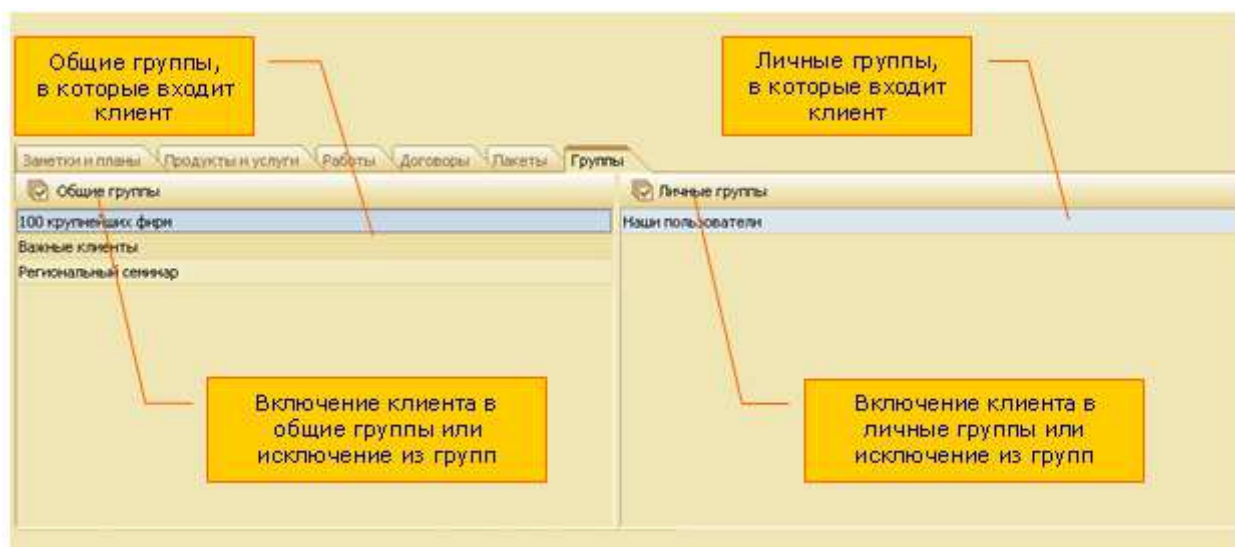 Общие группы,
в которые входит
клиент
Личные группы,
в которые входит
клиент
Заметки и планы Продукты и услуги Работы Договоры Пакеты Группы
Общие группы
Личные группы
100 крупнейших фирм
Наши пользователи
Важные клиенты
Региональный семинар
Включение клиента в
общие группы или
исключение из групп
Включение клиента в
личные группы или
исключение из групп